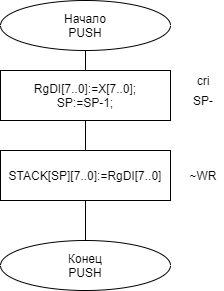 Начало
PUSH
RgDI[7..0]:=X[7..0];
SP:=SP-1;
cri
SP-
STACK[SP][7..0]:=RgDI[7..0]
~WR
Конец
PUSH